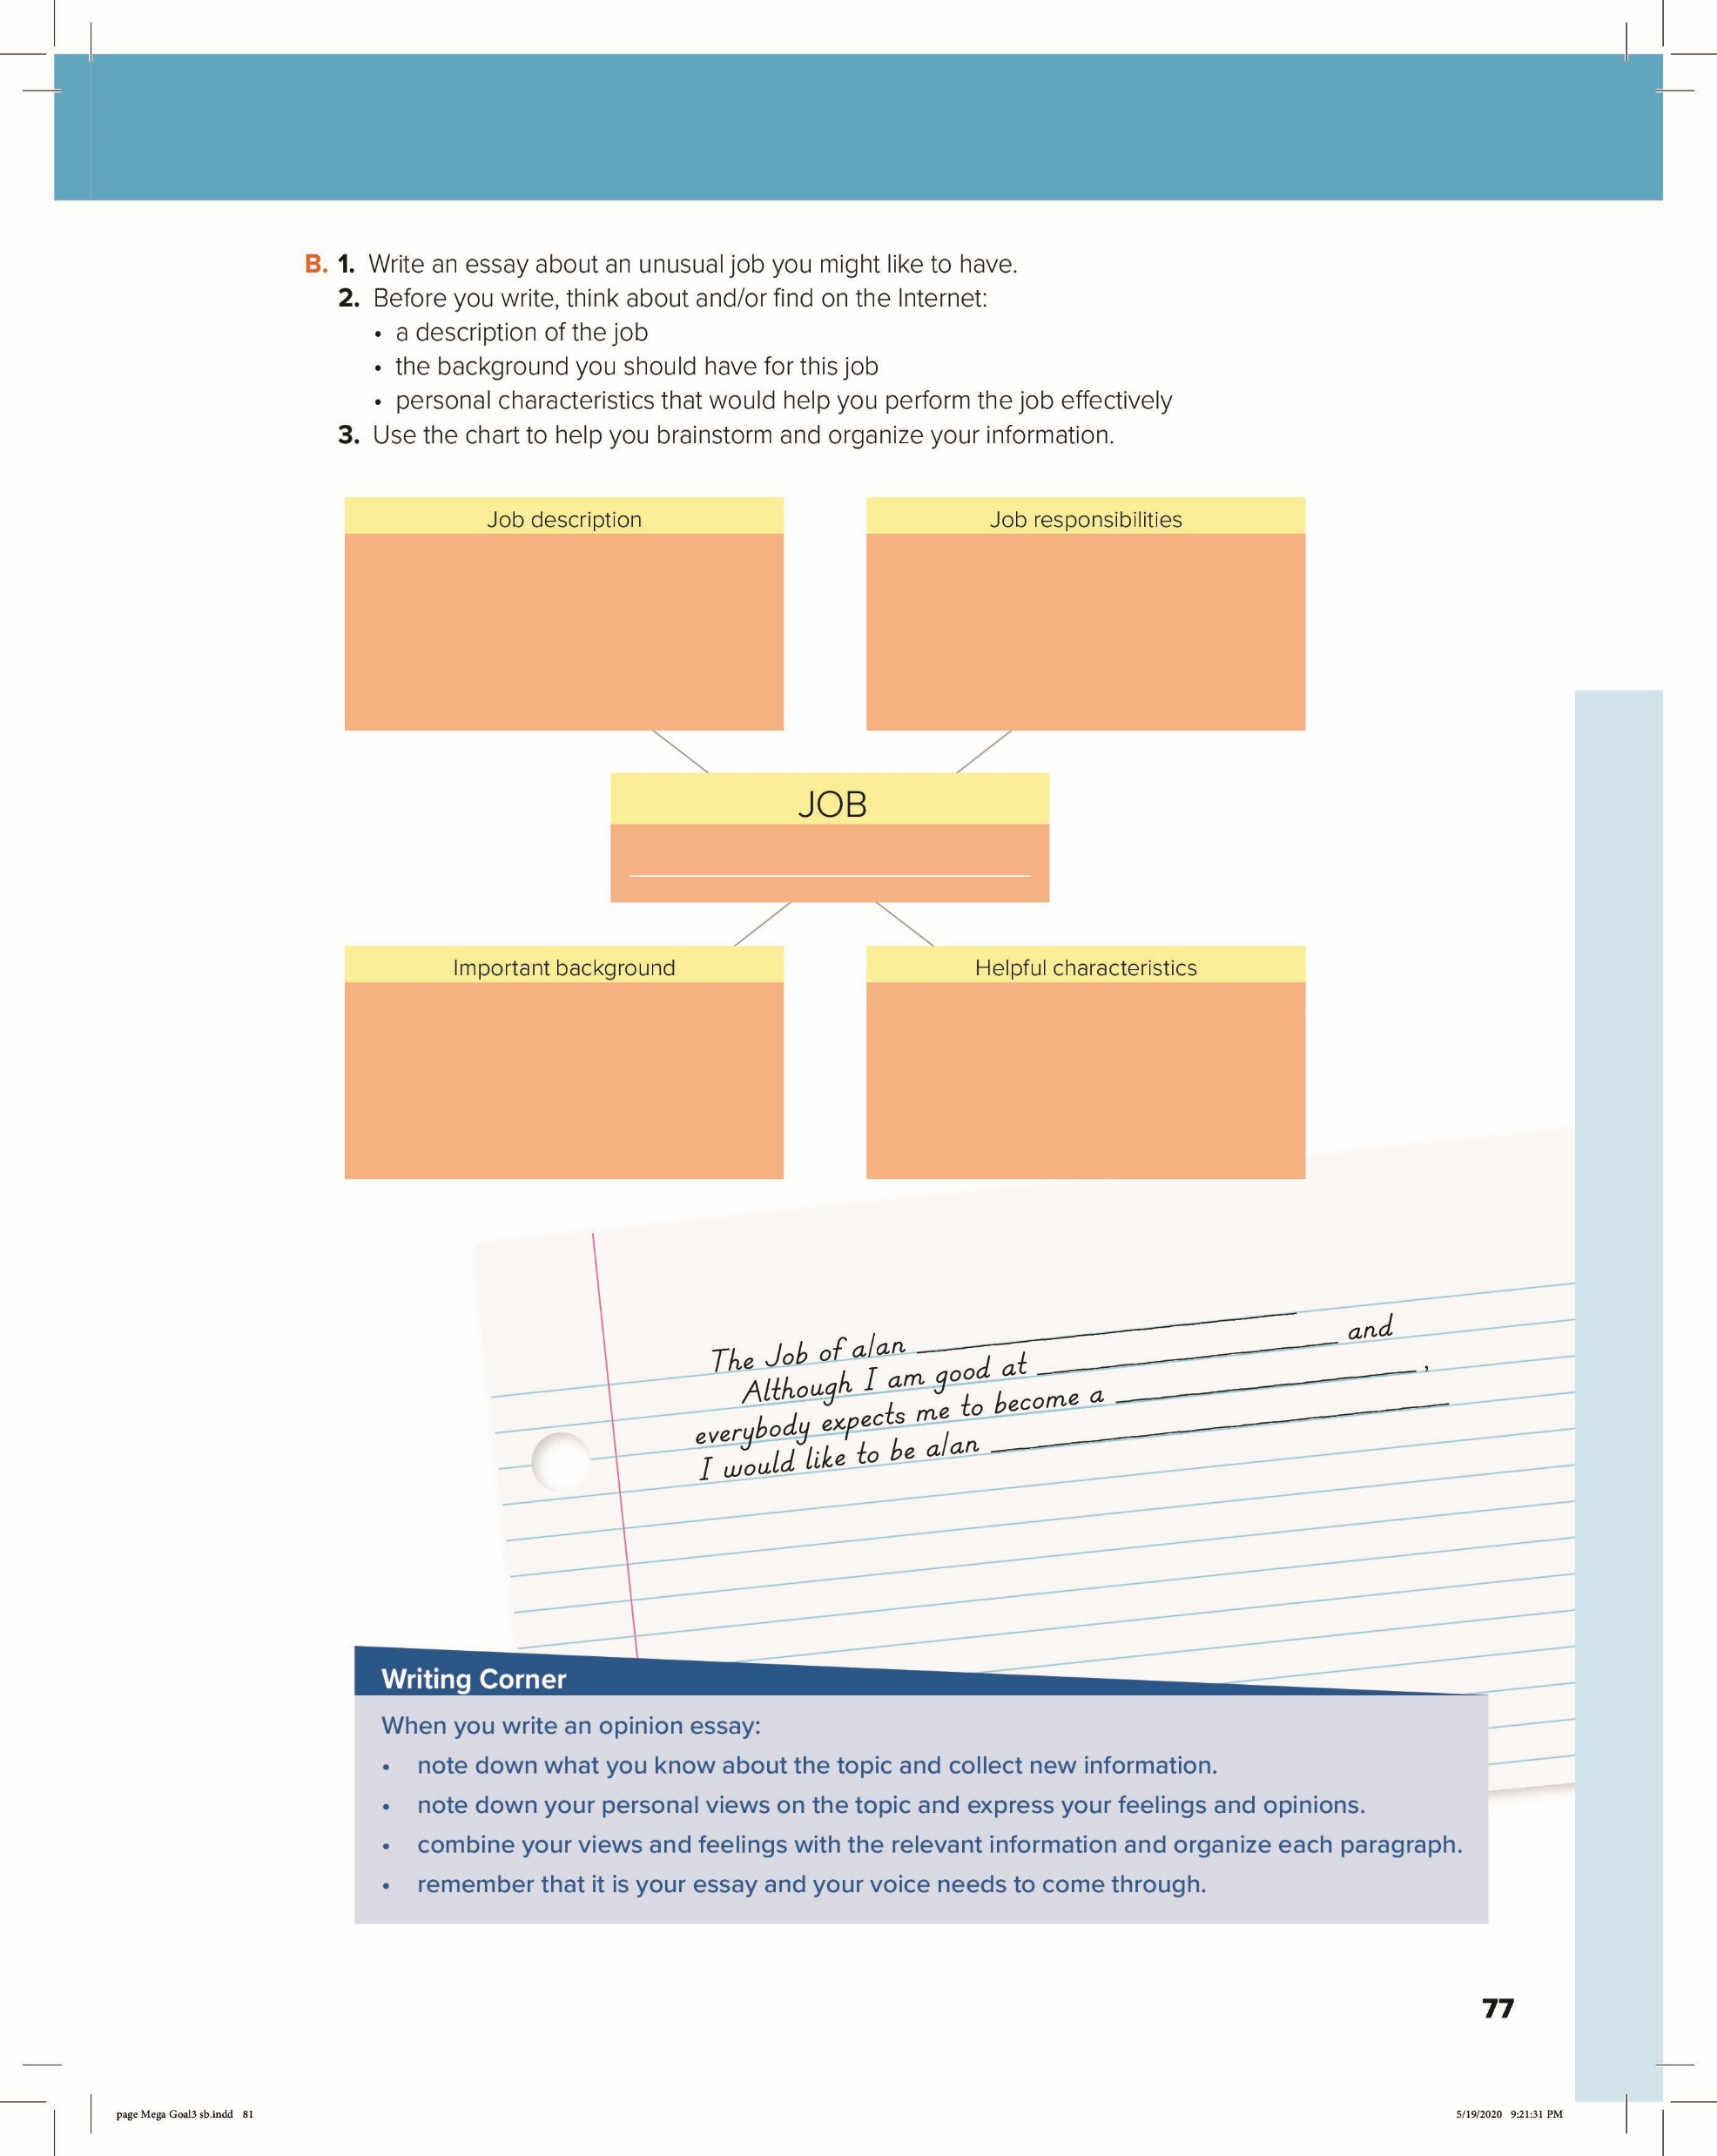 B. 1. Write an essay about an unusual job you might like to have.
2. Before you write, think about and/or find on the Internet:
• a description of the job
• the background you should have for this job
• personal characteristics that would help you perform the job effectively
3. Use the chart to help you brainstorm and organize your information.
Job description
Job responsibilities
JOB
Important background
Helpful characteristics
The Job of a/an
Although I am good at and
everybody expects me to become a ,
I would like to be a/an
Writing Corner
When you write an opinion essay:
• note down what you know about the topic and collect new information.
• note down your personal views on the topic and express your feelings and opinions.
• combine your views and feelings with the relevant information and organize each paragraph.
• remember that it is your essay and your voice needs to come through.
77
page Mega Goal3 sb.indd 81
5/19/2020 9:21:31 PM